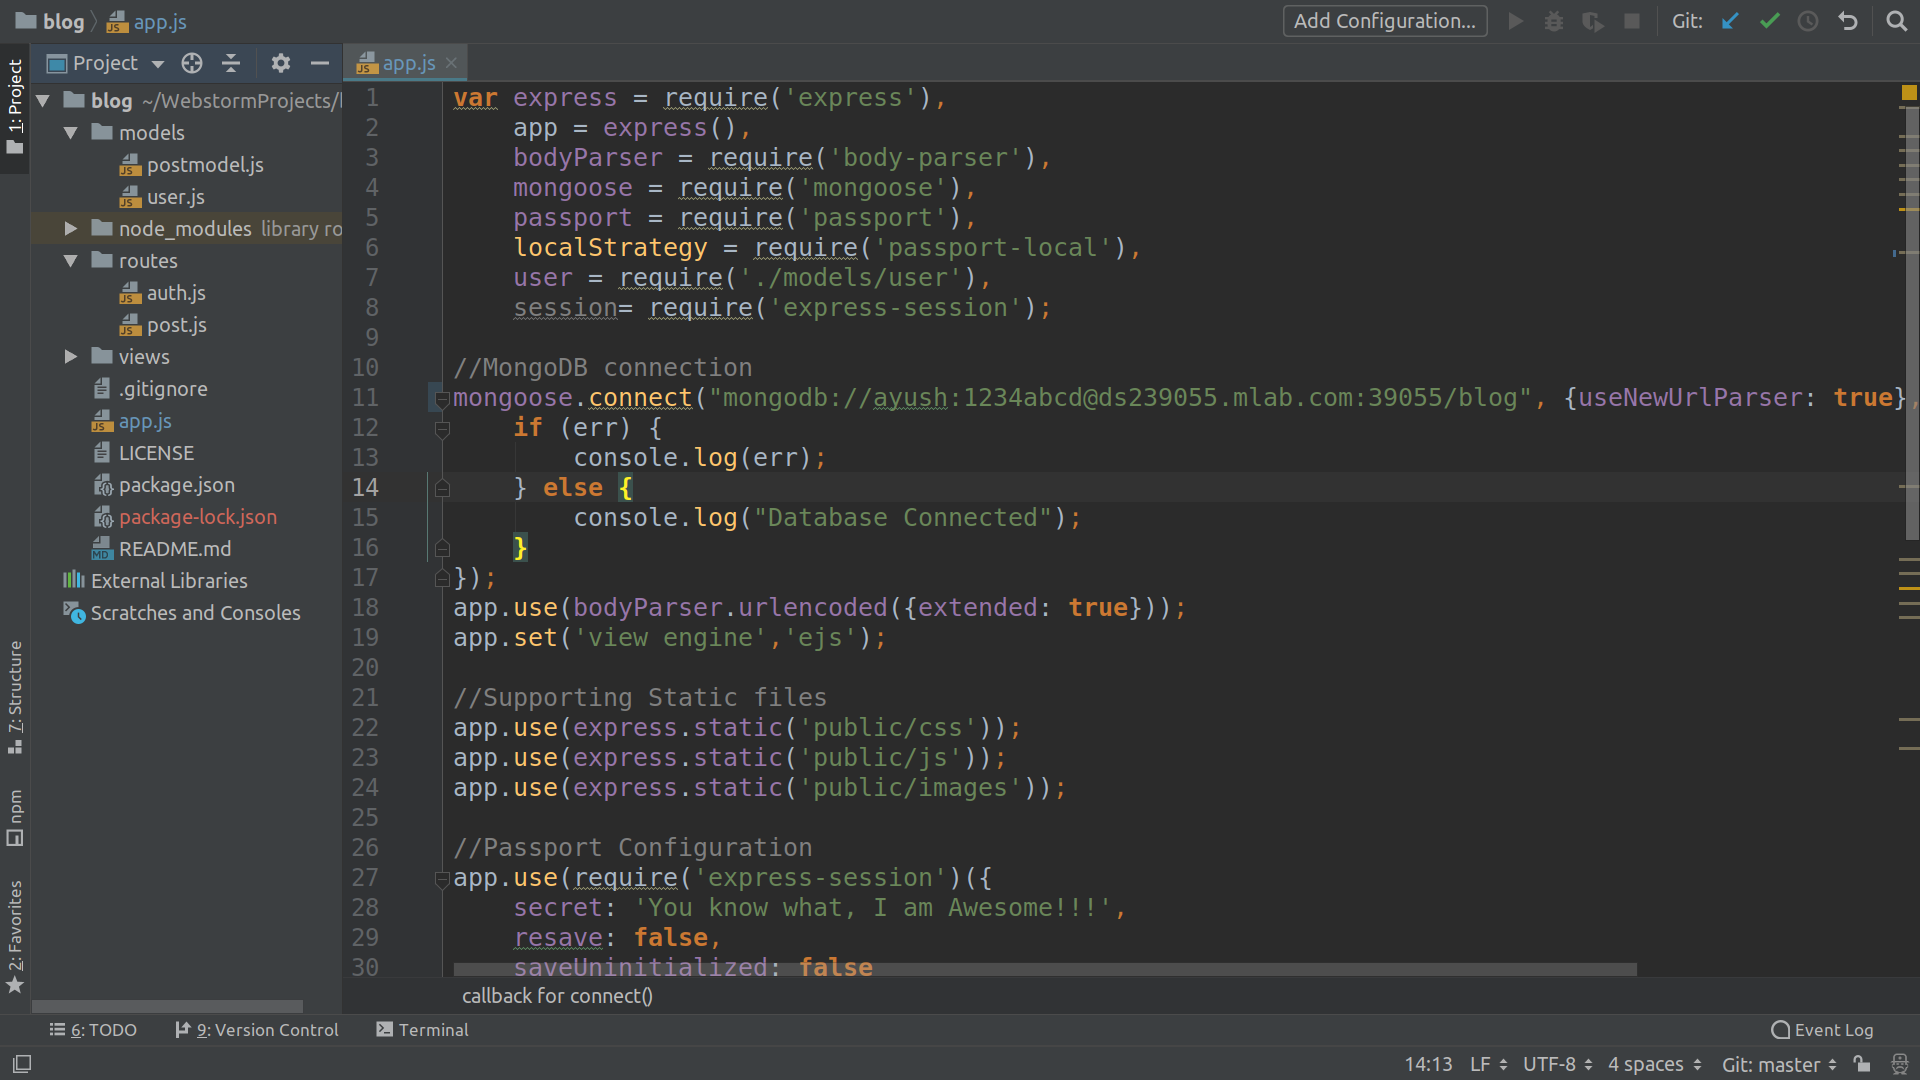 blog
app.js
Add Configuration...
Git:
Project
app.js
1: Project
7: Structure
npm
2: Favorites
blog ~/WebstormProjects/
models
postmodel.js
user.js
node_modules library ro
routes
auth.js
post.js
views
.gitignore
app.js
LICENSE
package.json
package-lock.json
README.md
External Libraries
Scratches and Consoles
1 var express = require('express'),
2 app = express(),
3 bodyParser = require('body-parser'),
4 mongoose = require('mongoose'),
5 passport = require('passport'),
6 localStrategy = require('passport-local'),
7 user = require('./models/user'),
8 session= require('express-session');
9
10 //MongoDB connection
11 mongoose.connect("mongodb://ayush:1234abcd@ds239055.mlab.com:39055/blog", {useNewUrlParser: true},
12 if (err) {
13 console.log(err);
14 } else {
15 console.log("Database Connected");
16 }
17 });
18 app.use(bodyParser.urlencoded({extended: true}));
19 app.set('view engine','ejs');
20
21 //Supporting Static files
22 app.use(express.static('public/css'));
23 app.use(express.static('public/js'));
24 app.use(express.static('public/images'));
25
26 //Passport Configuration
27 app.use(require('express-session')({
28 secret: 'You know what, I am Awesome!!!',
29 resave: false,
30 saveUninitialized: false
callback for connect()
6: TODO
9: Version Control
Terminal
Event Log
14:13 LF UTF-8 4 spaces Git: master